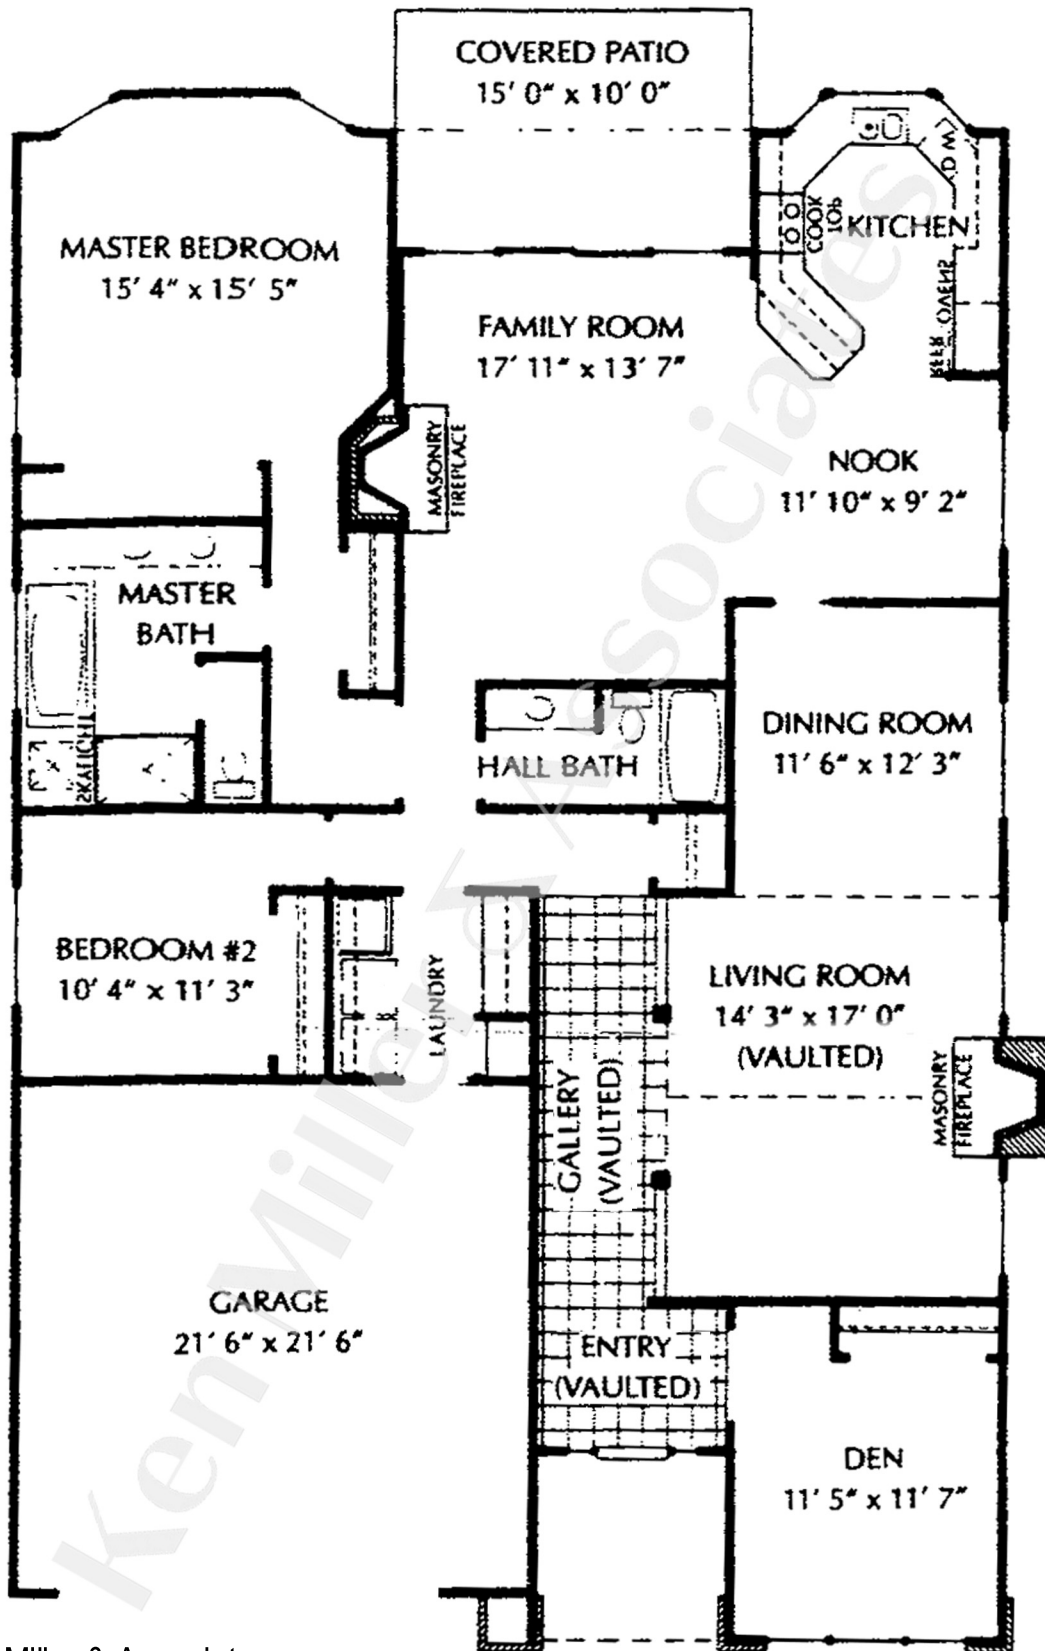 COVERED PATIO
15' 0" x 10' 0"
MASTER BEDROOM
15' 4" x 15' 5"
D W
COOK
TOP
KITCHEN
OVENS
REFR
FAMILY ROOM
17' 11" x 13' 7"
MASONRY
FIREPLACE
NOOK
11' 10" x 9' 2"
MASTER
BATH
DINING ROOM
11' 6" x 12' 3"
HALL BATH
BEDROOM #2
10' 4" x 11' 3"
LAUNDRY
LIVING ROOM
14' 3" x 17' 0"
(VAULTED)
GALLERY
(VAULTED)
MASONRY
FIREPLACE
GARAGE
21' 6" x 21' 6"
ENTRY
(VAULTED)
DEN
11' 5" x 11' 7"
Ken Miller & Associates